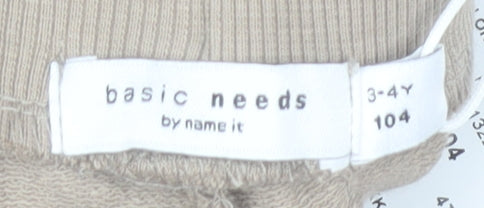 basic needs
by name it
3-4Y
104